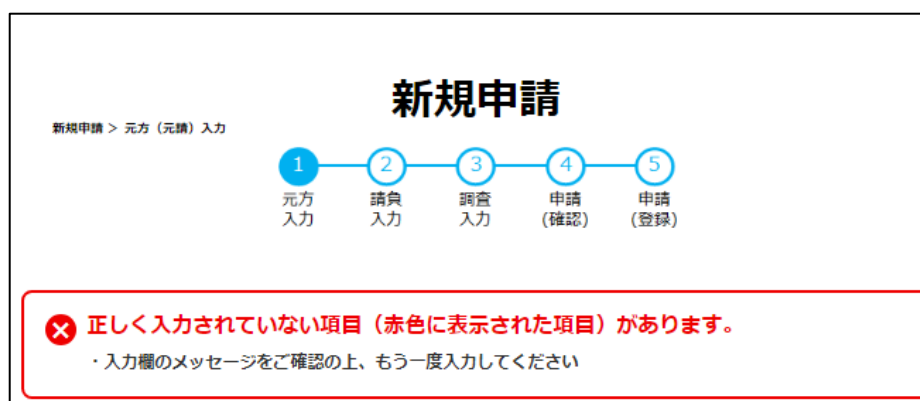 新規申請
新規申請 > 元方（元請）入力
1 2 3 4 5
元方 請負 調査 申請 申請
入力 入力 入力 (確認) (登録)
正しく入力されていない項目（赤色に表示された項目）があります。
・入力欄のメッセージをご確認の上、もう一度入力してください